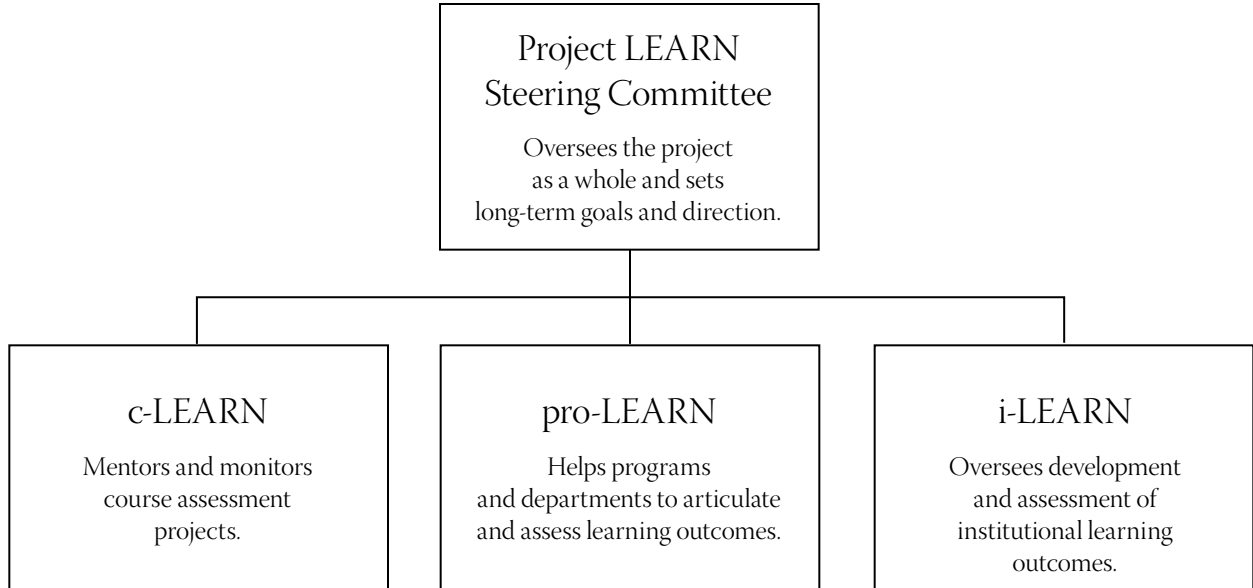 Project LEARN
Steering Committee
Oversees the project
as a whole and sets
long-term goals and direction.
c-LEARN
Mentors and monitors
course assessment
projects.
pro-LEARN
Helps programs
and departments to articulate
and assess learning outcomes.
i-LEARN
Oversees development
and assessment of
institutional learning
outcomes.